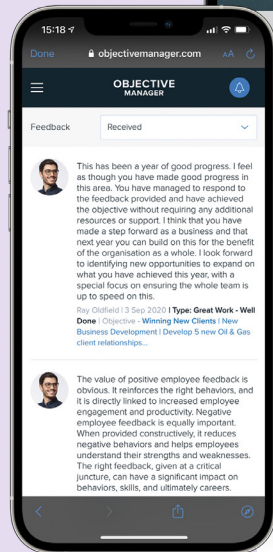 15:18
Done
objectivemanager.com
AA
OBJECTIVE
MANAGER
Feedback
Received
This has been a year of good progress. I feel
as though you have made good progress in
this area. You have managed to respond to
the feedback provided and have achieved
the objective without requiring any additional
resources or support. I think that you have
made a step forward as a business and that
next year you can build on this for the benefit
of the organisation as a whole. I look forward
to identifying new opportunities to expand on
what you have achieved this year, with a
special focus on ensuring the whole team is
up to speed on this.
Ray Oldfield | 3 Sep 2020 | Type: Great Work - Well
Done | Objective - Winning New Clients | New
Business Development | Develop 5 new Oil & Gas
client relationships...
The value of positive employee feedback is
obvious. It reinforces the right behaviors, and
it is directly linked to increased employee
engagement and productivity. Negative
employee feedback is equally important.
When provided constructively, it reduces
negative behaviors and helps employees
understand their strengths and weaknesses.
The right feedback, given at a critical
juncture, can have a significant impact on
behaviors, skills, and ultimately careers.